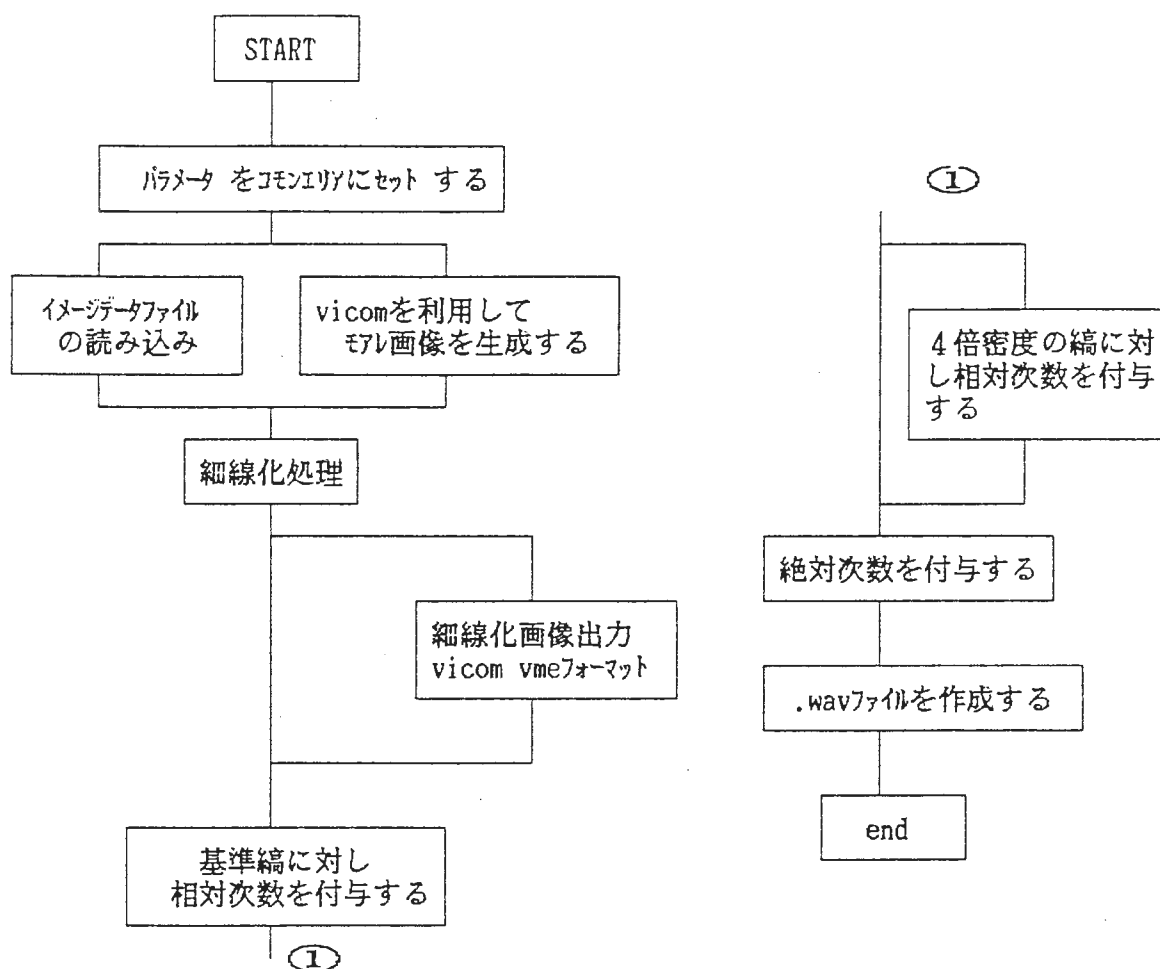 START
パラメータ をコモンエリアにセット する
イメージデータファイル
の読み込み
vicomを利用して
モアレ画像を生成する
細線化処理
細線化画像出力
vicom vmeフォーマット
基準縞に対し
相対次数を付与する
①
①
4倍密度の縞に対
し相対次数を付与
する
絶対次数を付与する
.wavファイルを作成する
end